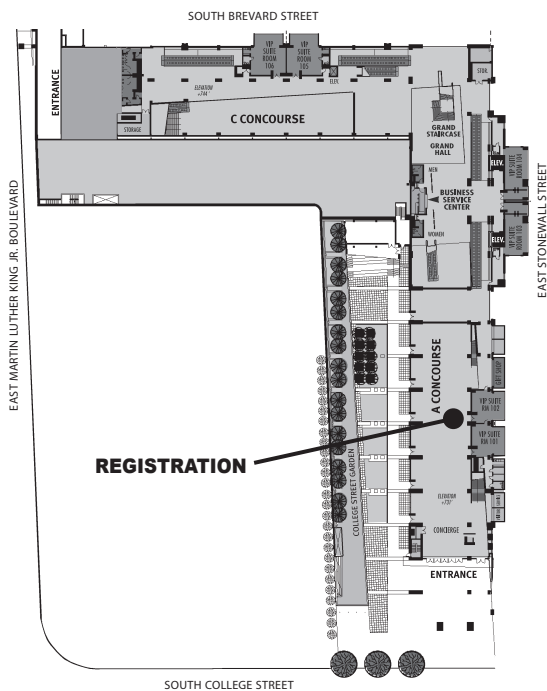 SOUTH BREVARD STREET
VIP
SUITE
ROOM
106
VIP
SUITE
ROOM
105
ELEV.
STOR.
ENTRANCE
ELEVATION
+744'
C CONCOURSE
STORAGE
GRAND
STAIRCASE
GRAND
HALL
MEN
BUSINESS
SERVICE
CENTER
WOMEN
ELEV.
VIP SUITE
ROOM 104
ELEV.
VIP SUITE
ROOM 103
EAST STONEWALL STREET
EAST MARTIN LUTHER KING JR. BOULEVARD
A CONCOURSE
GIFT SHOP
VIP SUITE
RM 102
VIP SUITE
RM 101
REGISTRATION
COLLEGE STREET GARDEN
ELEVATION
+731'
CONCIERGE
ENTRANCE
SOUTH COLLEGE STREET